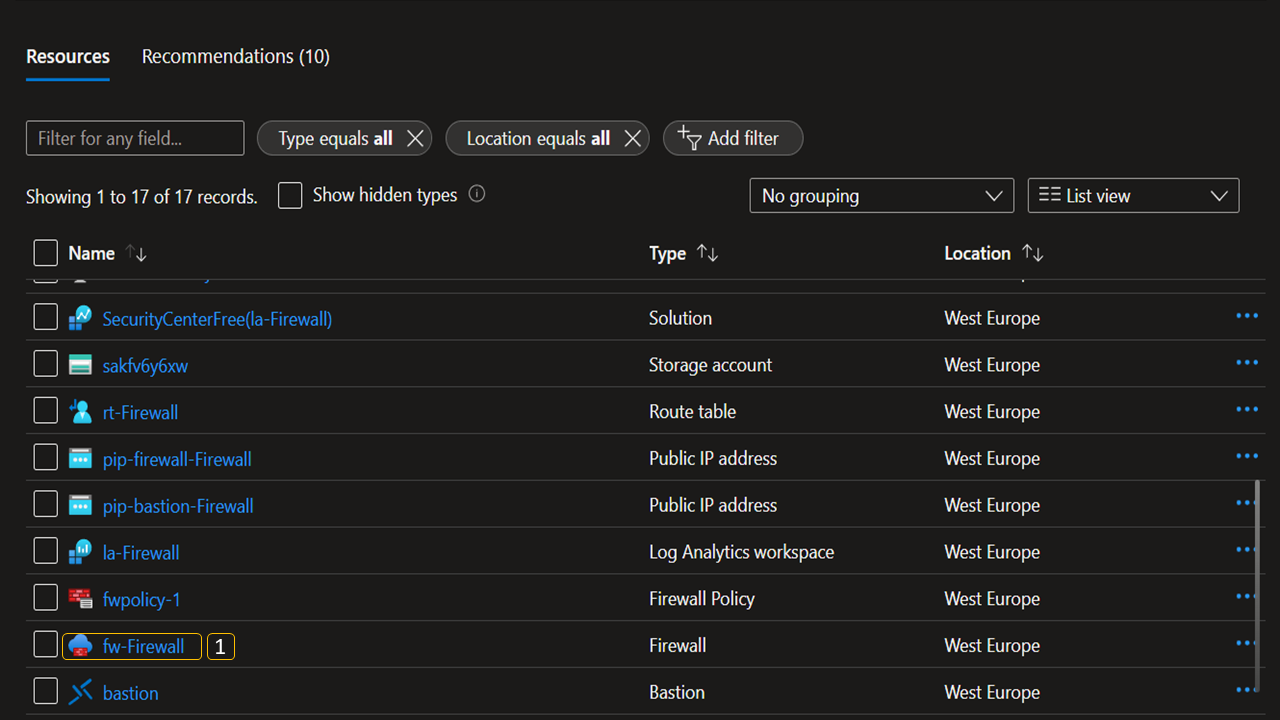 Resources Recommendations (10)
Filter for any field... Type equals all Location equals all Add filter
Showing 1 to 17 of 17 records. Show hidden types No grouping List view
Name Type Location
SecurityCenterFree(la-Firewall) Solution West Europe
sakfv6y6xw Storage account West Europe
rt-Firewall Route table West Europe
pip-firewall-Firewall Public IP address West Europe
pip-bastion-Firewall Public IP address West Europe
la-Firewall Log Analytics workspace West Europe
fwpolicy-1 Firewall Policy West Europe
fw-Firewall 1 Firewall West Europe
bastion Bastion West Europe